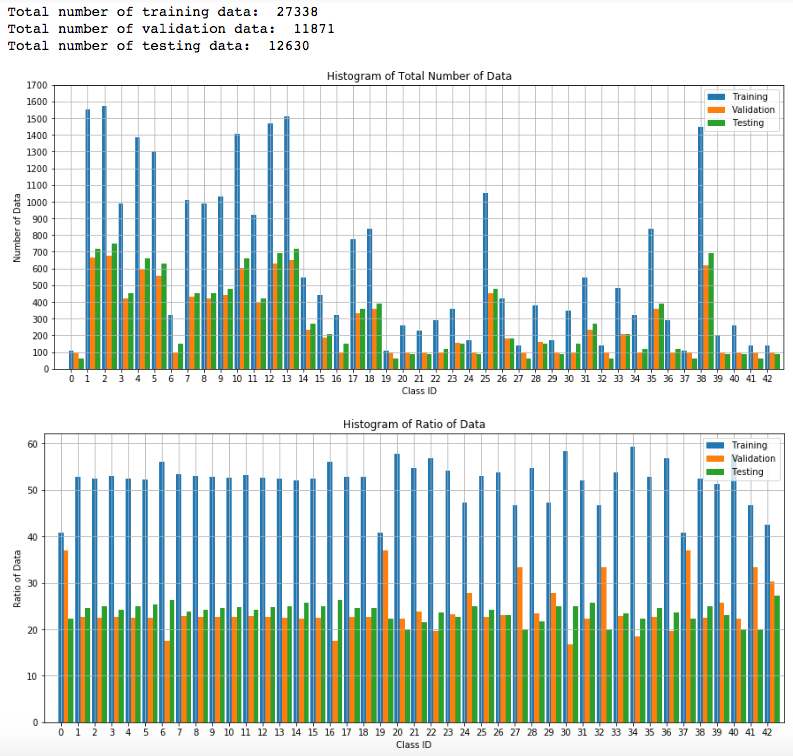 Total number of training data:  27338
Total number of validation data:  11871
Total number of testing data:  12630
Histogram of Total Number of Data
Training
Validation
Testing
Number of Data
1700
1600
1500
1400
1300
1200
1100
1000
900
800
700
600
500
400
300
200
100
0
0 1 2 3 4 5 6 7 8 9 10 11 12 13 14 15 16 17 18 19 20 21 22 23 24 25 26 27 28 29 30 31 32 33 34 35 36 37 38 39 40 41 42
Class ID
Histogram of Ratio of Data
Training
Validation
Testing
Ratio of Data
60
50
40
30
20
10
0
0 1 2 3 4 5 6 7 8 9 10 11 12 13 14 15 16 17 18 19 20 21 22 23 24 25 26 27 28 29 30 31 32 33 34 35 36 37 38 39 40 41 42
Class ID